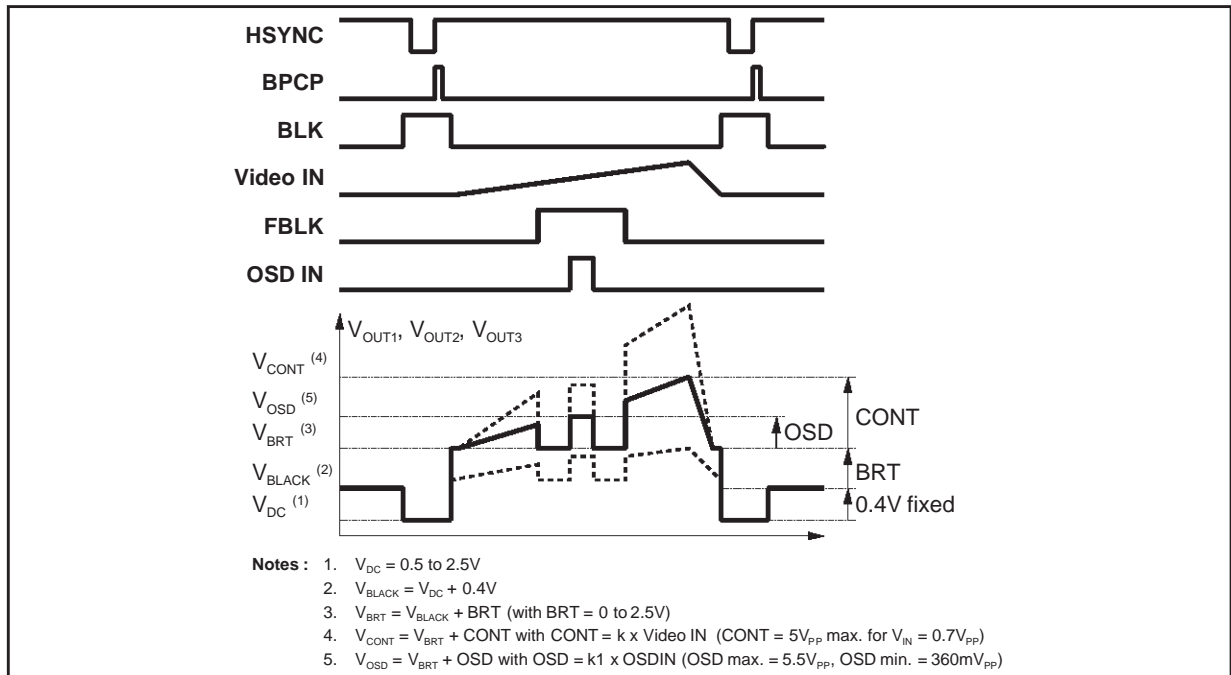 HSYNC
BPCP
BLK
Video IN
FBLK
OSD IN
VOUT1, VOUT2, VOUT3
VCONT (4)
VOSD (5)
VBRT (3)
VBLACK (2)
VDC (1)
CONT
OSD
BRT
0.4V fixed
Notes : 1. VDC = 0.5 to 2.5V
2. VBLACK = VDC + 0.4V
3. VBRT = VBLACK + BRT (with BRT = 0 to 2.5V)
4. VCONT = VBRT + CONT with CONT = k x Video IN (CONT = 5VPP max. for VIN = 0.7VPP)
5. VOSD = VBRT + OSD with OSD = k1 x OSDIN (OSD max. = 5.5VPP, OSD min. = 360mVPP)